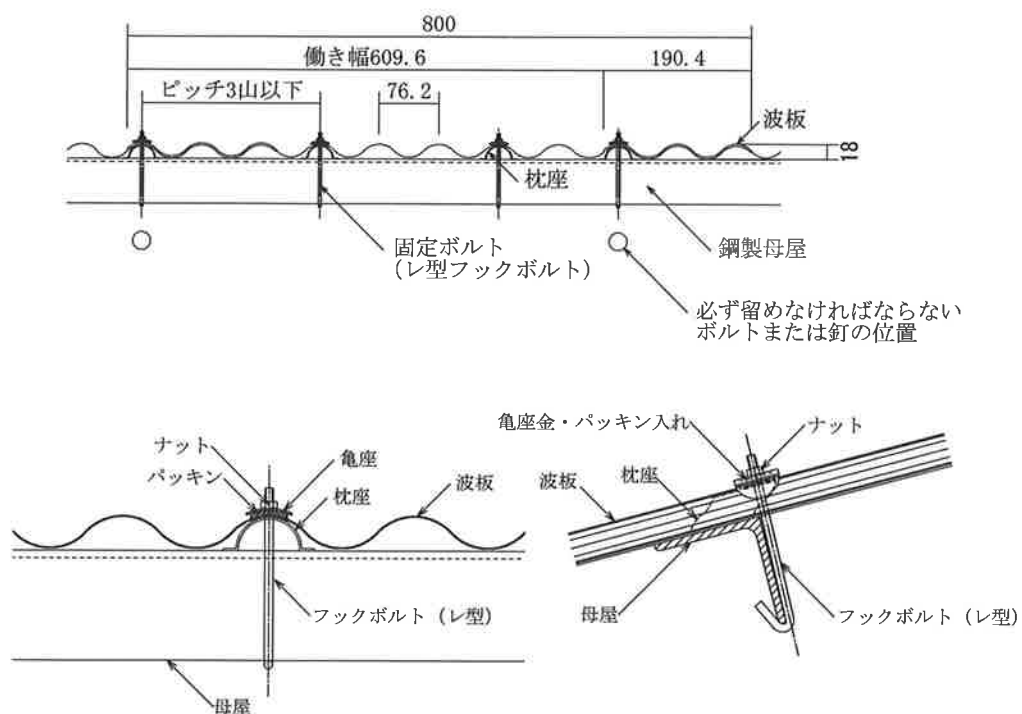 800
働き幅609.6
190.4
ピッチ3山以下
76.2
波板
18
枕座
固定ボルト
(レ型フックボルト)
鋼製母屋
必ず留めなければならない
ボルトまたは釘の位置
ナット
パッキン
亀座
枕座
波板
フックボルト(レ型)
母屋
亀座金・パッキン入れ
ナット
枕座
波板
母屋
フックボルト(レ型)